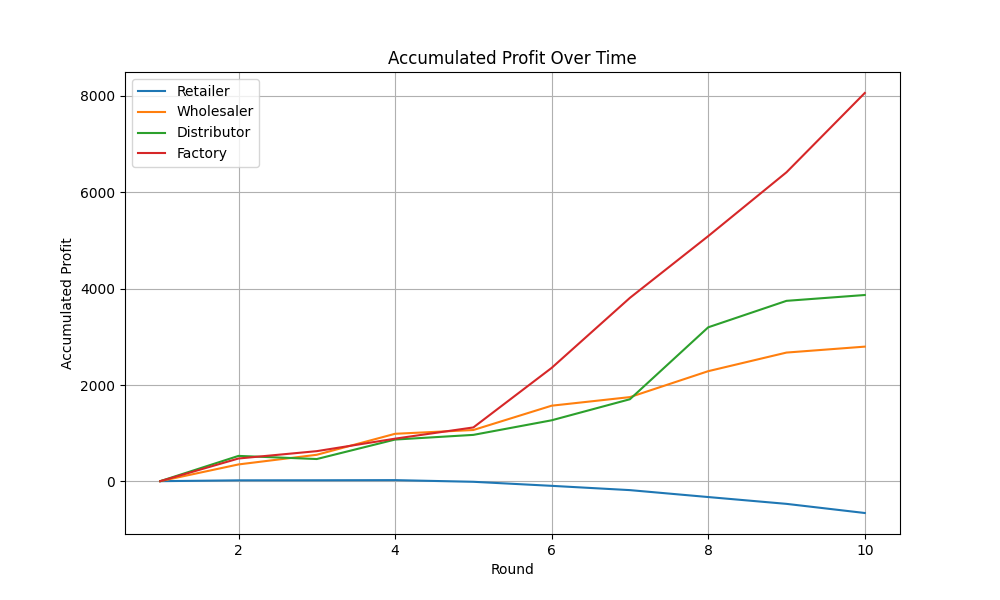 Accumulated Profit Over Time
Retailer
Wholesaler
Distributor
Factory
Accumulated Profit
8000
6000
4000
2000
0
2 4 6 8 10
Round